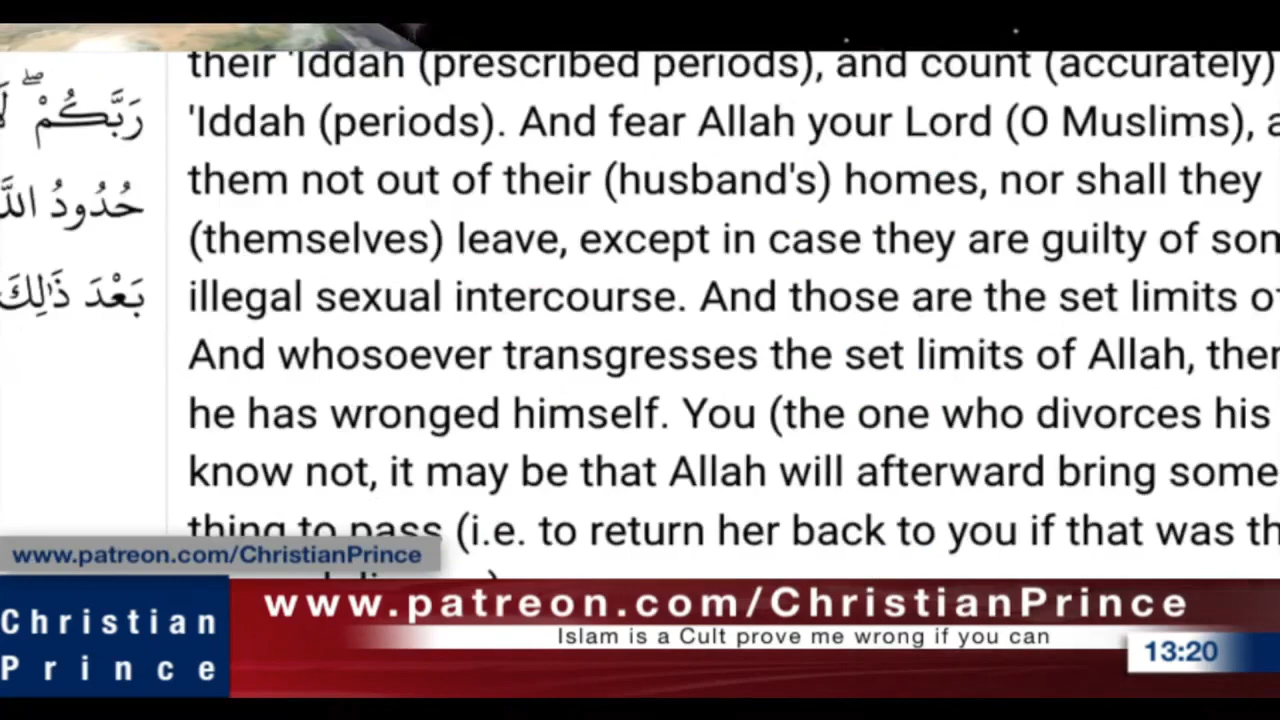 their 'Iddah (prescribed periods), and count (accurately)
'Iddah (periods). And fear Allah your Lord (O Muslims),
them not out of their (husband's) homes, nor shall they
(themselves) leave, except in case they are guilty of
illegal sexual intercourse. And those are the set limits
And whosoever transgresses the set limits of Allah,
he has wronged himself. You (the one who divorces his
know not, it may be that Allah will afterward bring some
thing to pass (i.e. to return her back to you if that was
رَبَّكُمْ ۖ
حُدُودُ
بَعْدَ ذَٰلِكَ
www.patreon.com/ChristianPrince
Christian
Prince
www.patreon.com/ChristianPrince
Islam is a Cult prove me wrong if you can
13:20